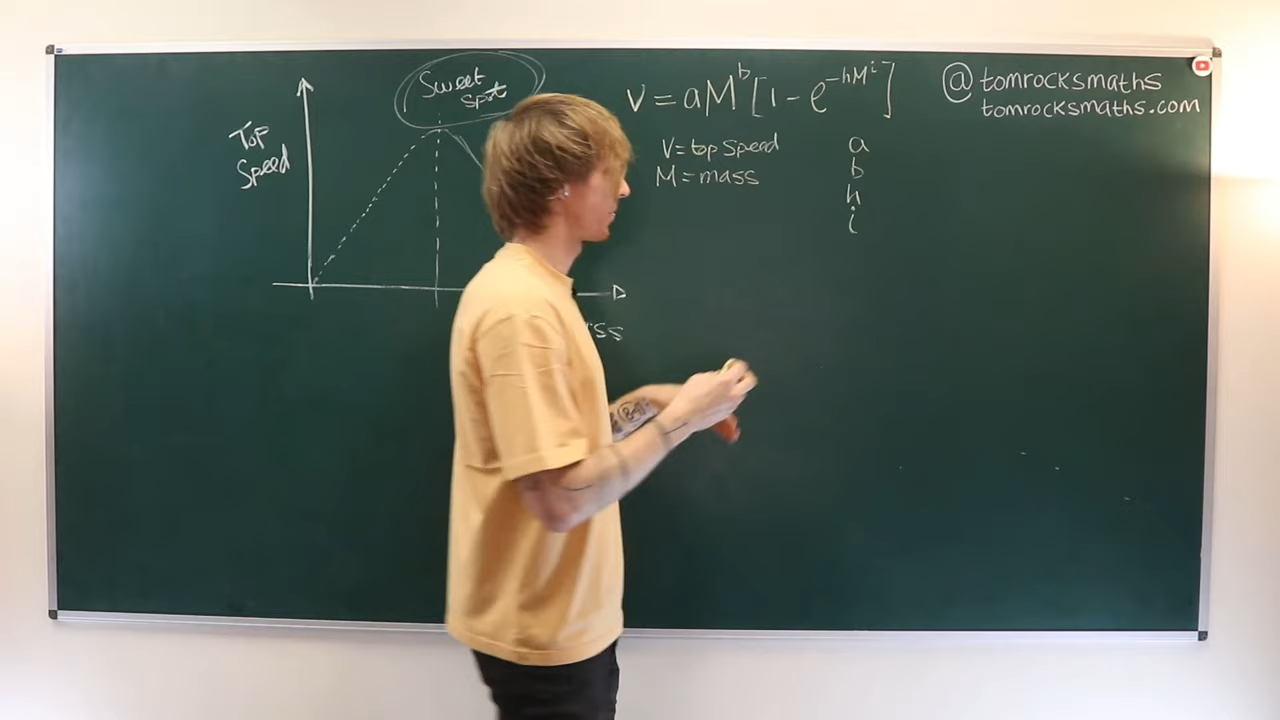 Top
Speed
Sweet
spot
V = aM^b [1 - e^{-hM^i}]
V = top speed
M = mass
a
b
h
i
@ tomrocksmaths
tomrocksmaths.com